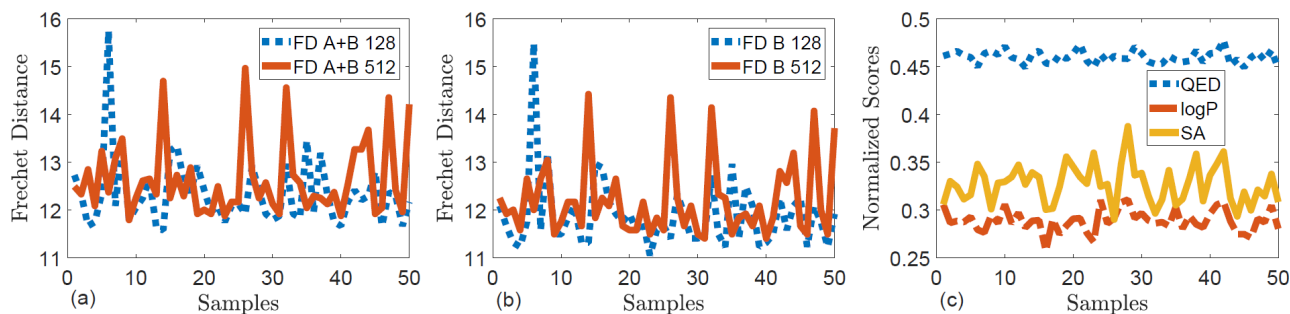 16
15
14
13
12
11
Frechet Distance
FD A+B 128
FD A+B 512
0
10
20
30
40
50
(a)
Samples
16
15
14
13
12
11
Frechet Distance
FD B 128
FD B 512
0
10
20
30
40
50
(b)
Samples
0.5
0.45
0.4
0.35
0.3
0.25
Normalized Scores
QED
logP
SA
0
10
20
30
40
50
(c)
Samples